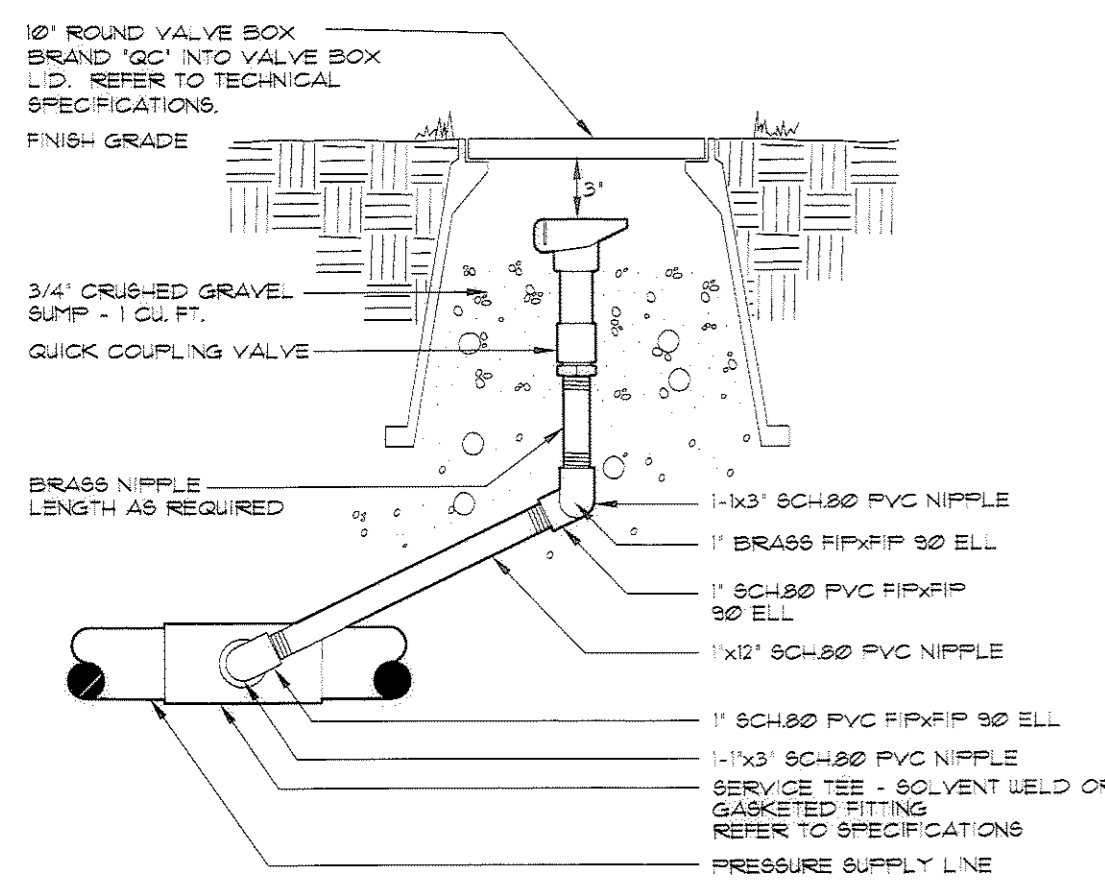 10" ROUND VALVE BOX
BRAND "QC" INTO VALVE BOX
LID. REFER TO TECHNICAL
SPECIFICATIONS.
FINISH GRADE
3"
3/4" CRUSHED GRAVEL
SUMP - 1 CU. FT.
QUICK COUPLING VALVE
BRASS NIPPLE
LENGTH AS REQUIRED
1-1x3" SCH.80 PVC NIPPLE
1" BRASS FIPxFIP 90 ELL
1" SCH.80 PVC FIPxFIP
90 ELL
1"x12" SCH.80 PVC NIPPLE
1" SCH.80 PVC FIPxFIP 90 ELL
1-1"x3" SCH.80 PVC NIPPLE
SERVICE TEE - SOLVENT WELD OR
GASKETED FITTING
REFER TO SPECIFICATIONS
PRESSURE SUPPLY LINE